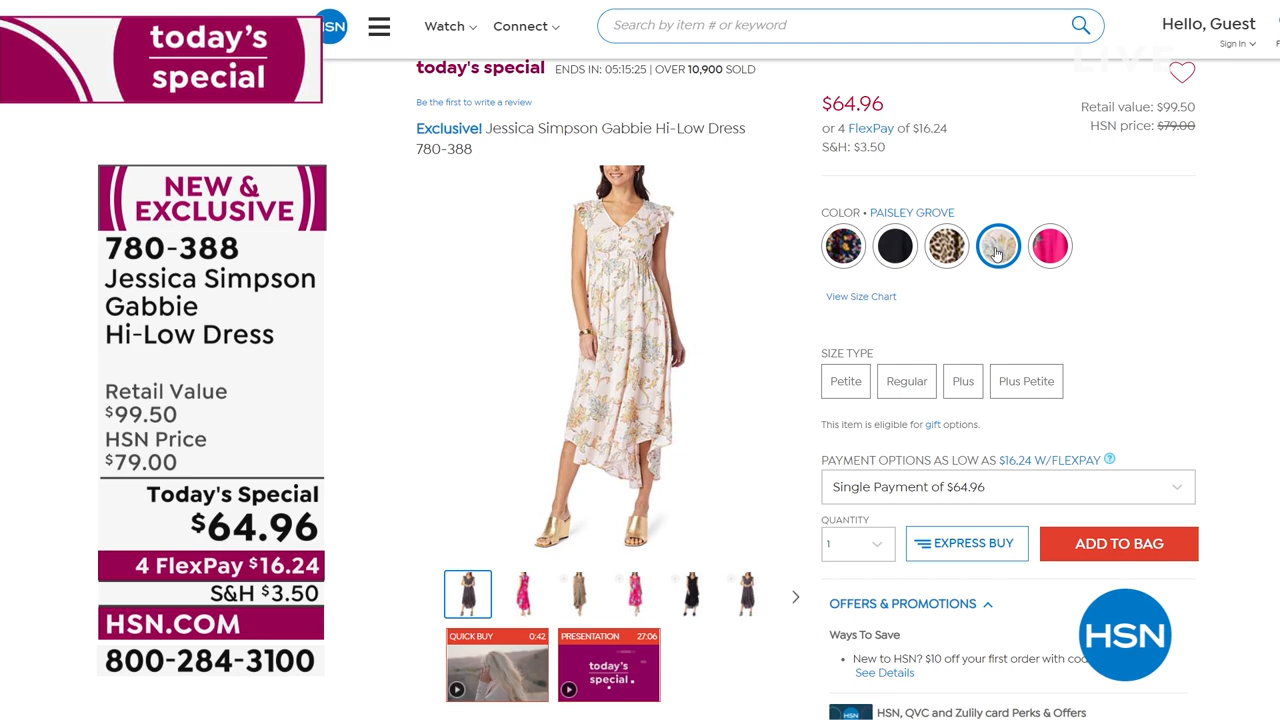 today's
special
HSN
Watch
Connect
Search by item # or keyword
Hello, Guest
Sign In
LIVE
today's special ENDS IN: 05:15:25 | OVER 10,900 SOLD
Be the first to write a review
Exclusive! Jessica Simpson Gabbie Hi-Low Dress
780-388
$64.96
or 4 FlexPay of $16.24
S&H: $3.50
Retail value: $99.50
HSN price: $79.00
COLOR • PAISLEY GROVE
View Size Chart
SIZE TYPE
Petite
Regular
Plus
Plus Petite
This item is eligible for gift options.
PAYMENT OPTIONS AS LOW AS $16.24 W/FLEXPAY ?
Single Payment of $64.96
QUANTITY
1
EXPRESS BUY
ADD TO BAG
OFFERS & PROMOTIONS
Ways To Save
• New to HSN? $10 off your first order with
See Details
HSN, QVC and Zulily card Perks & Offers
HSN
HSN
NEW &
EXCLUSIVE
780-388
Jessica Simpson
Gabbie
Hi-Low Dress
Retail Value
$99.50
HSN Price
$79.00
Today's Special
$64.96
4 FlexPay $16.24
S&H $3.50
HSN.COM
800-284-3100
QUICK BUY 0:42
PRESENTATION 27:06
today's
special